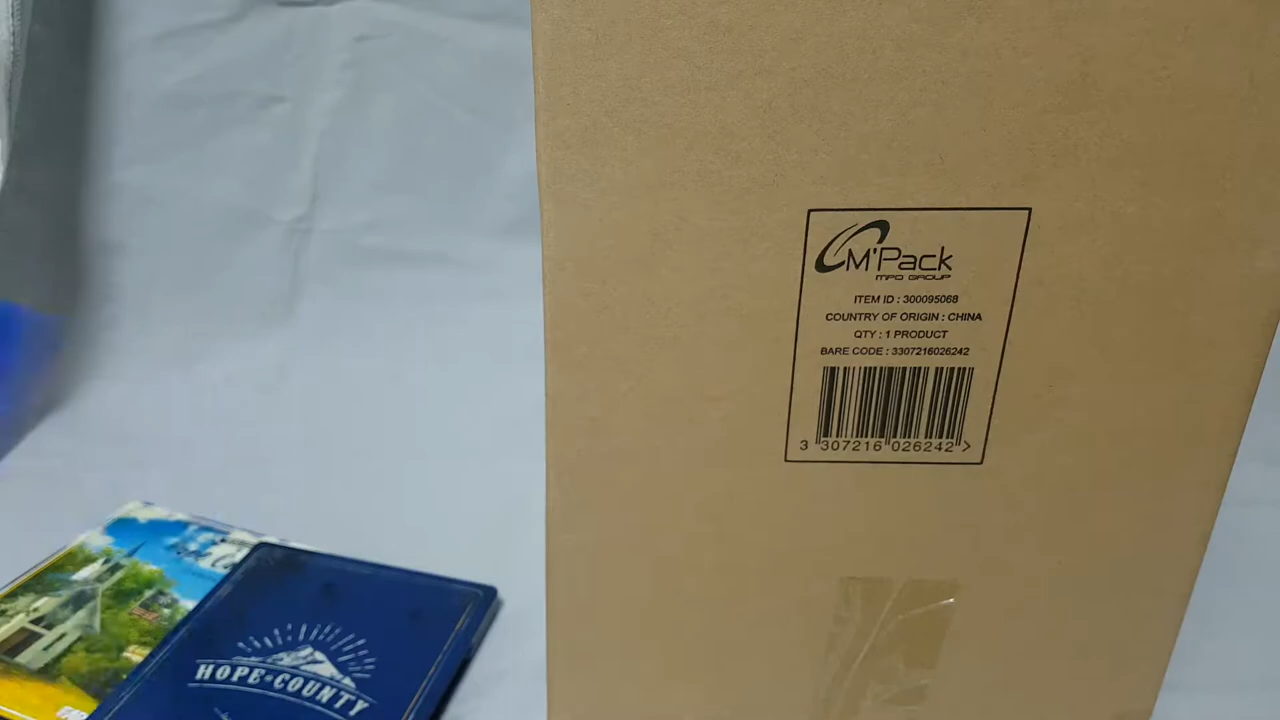 M'Pack
MPO GROUP
ITEM ID : 300095068
COUNTRY OF ORIGIN : CHINA
QTY : 1 PRODUCT
BARE CODE : 3307216026242
3 307216 026242 >
HOPE COUNTY